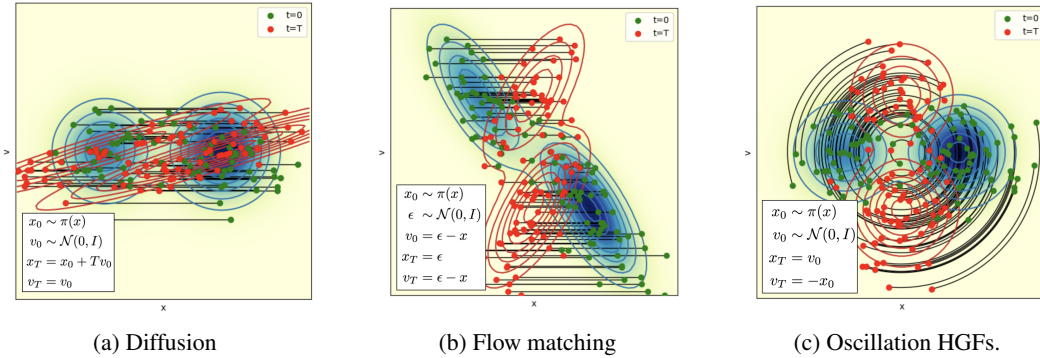 t=0
t=T
v
x₀ ∼ π(x)
v₀ ∼ 𝒩(0, I)
x_T = x₀ + Tv₀
v_T = v₀
x
(a) Diffusion
t=0
t=T
v
x₀ ∼ π(x)
ϵ ∼ 𝒩(0, I)
v₀ = ϵ − x
x_T = ϵ
v_T = ϵ − x
x
(b) Flow matching
t=0
t=T
v
x₀ ∼ π(x)
v₀ ∼ 𝒩(0, I)
x_T = v₀
v_T = −x₀
x
(c) Oscillation HGFs.